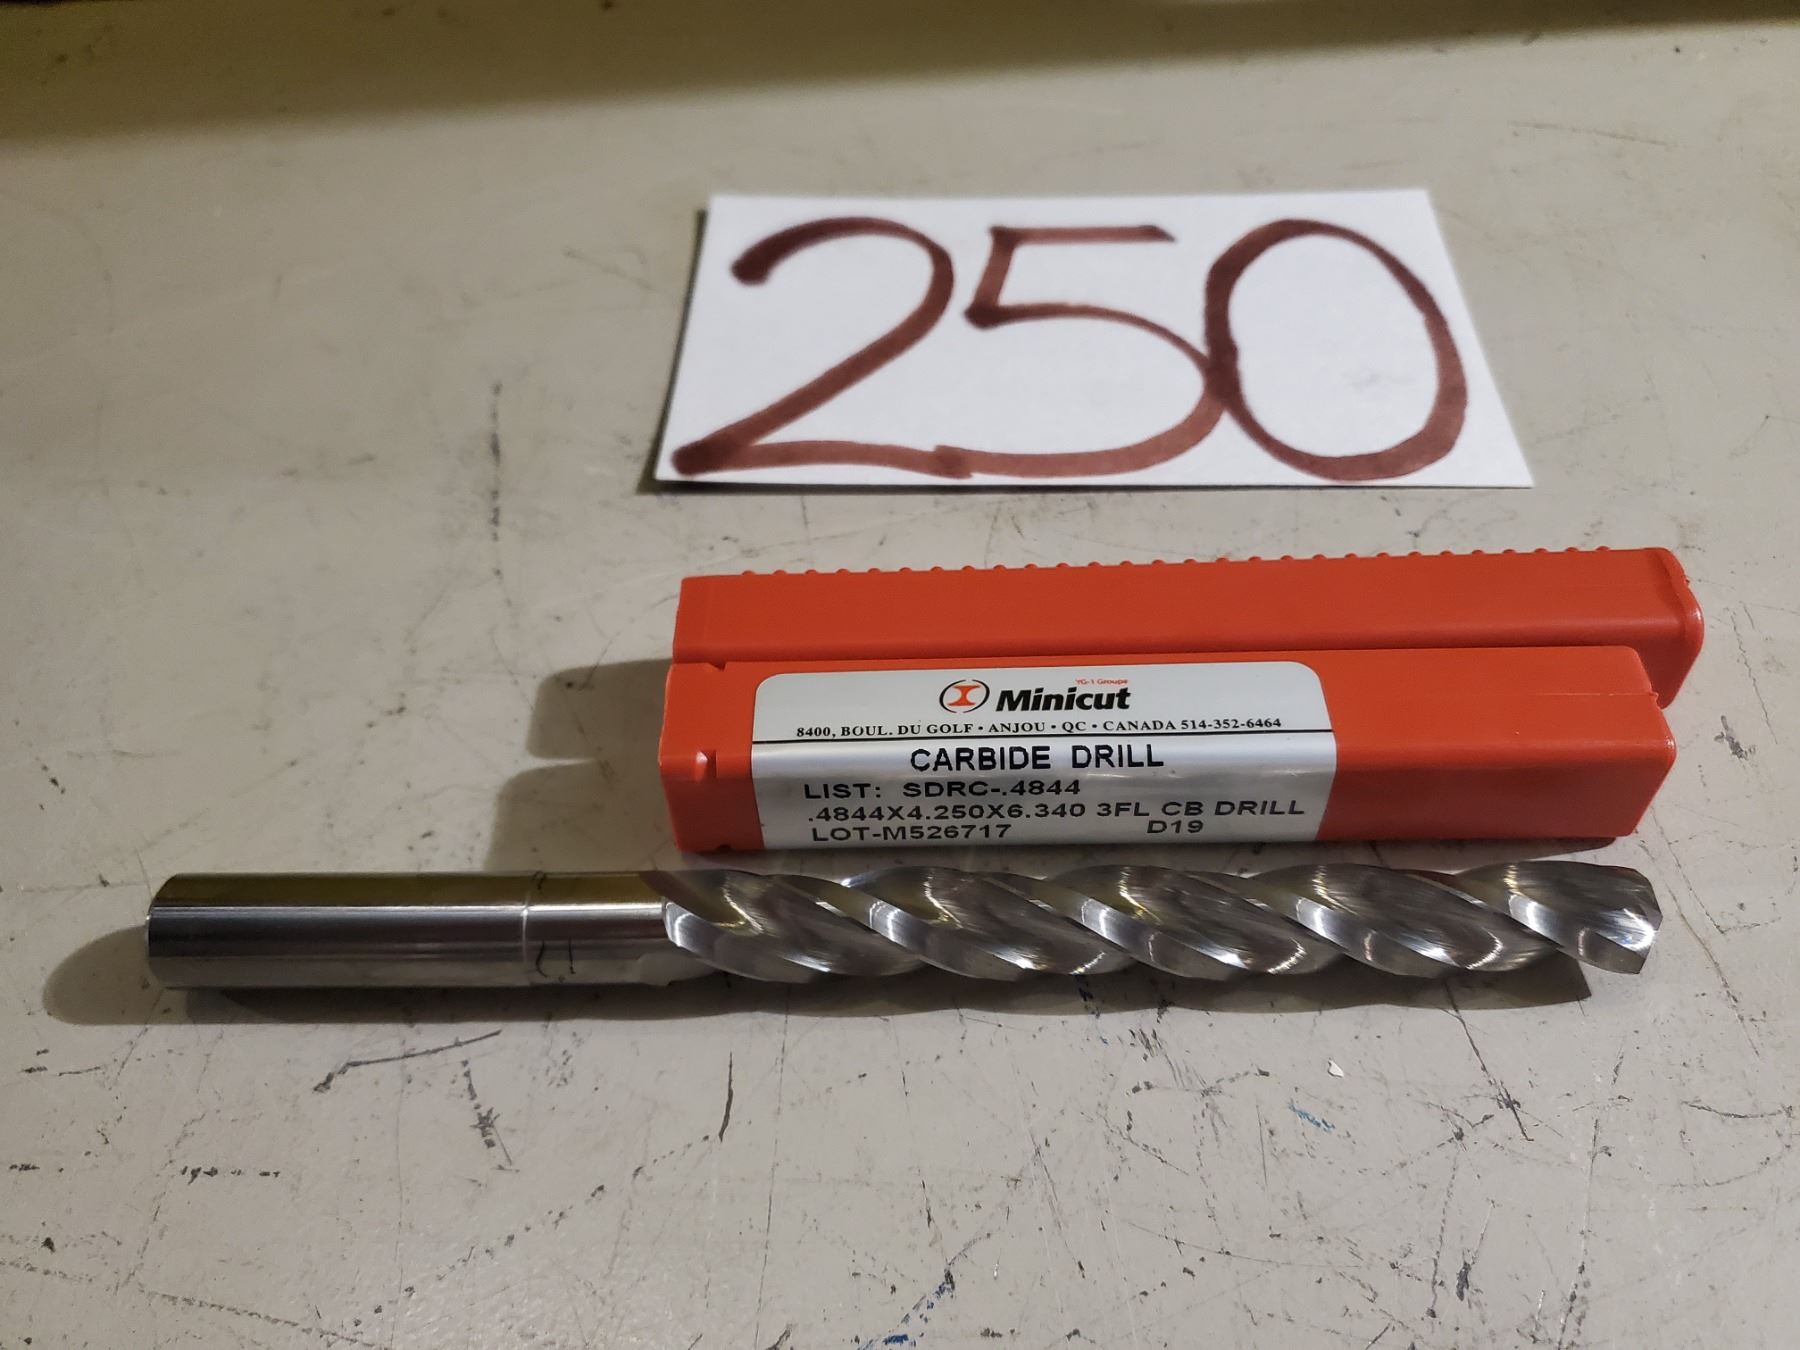 250
YG-1 Groupe
Minicut
8400, BOUL. DU GOLF • ANJOU • QC • CANADA 514-352-6464
CARBIDE DRILL
LIST: SDRC-.4844
.4844X4.250X6.340 3FL CB DRILL
LOT-M526717 D19